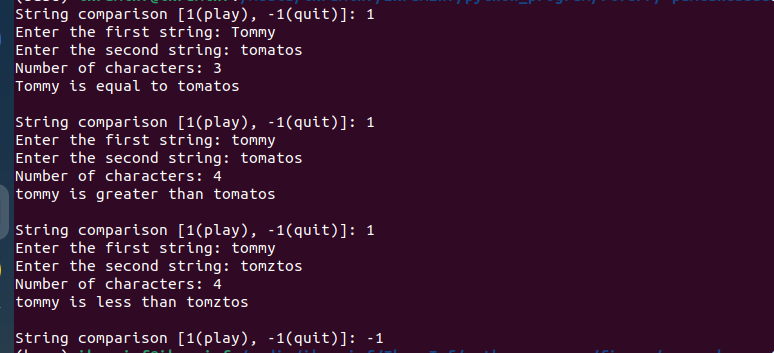 String comparison [1(play), -1(quit)]: 1
Enter the first string: Tommy
Enter the second string: tomatos
Number of characters: 3
Tommy is equal to tomatos
String comparison [1(play), -1(quit)]: 1
Enter the first string: tommy
Enter the second string: tomatos
Number of characters: 4
tommy is greater than tomatos
String comparison [1(play), -1(quit)]: 1
Enter the first string: tommy
Enter the second string: tomztos
Number of characters: 4
tommy is less than tomztos
String comparison [1(play), -1(quit)]: -1